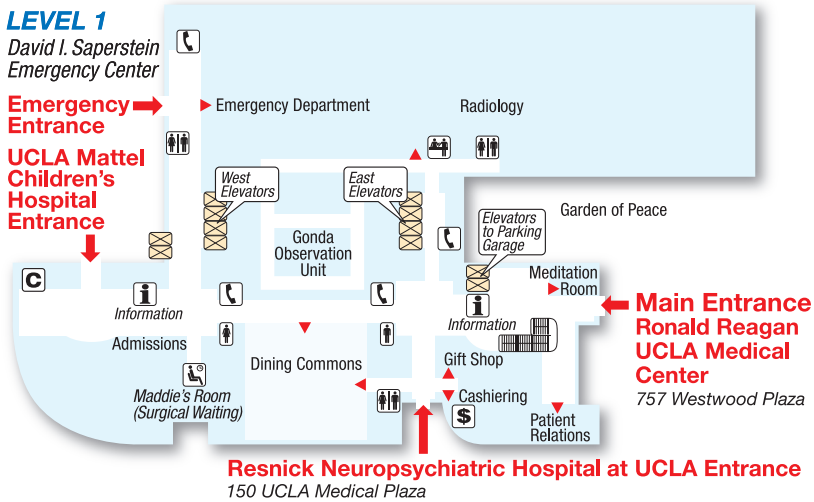 LEVEL 1
David I. Saperstein
Emergency Center
Emergency
Entrance
Emergency Department
Radiology
UCLA Mattel
Children's
Hospital
Entrance
West
Elevators
East
Elevators
Elevators
to Parking
Garage
Garden of Peace
Gonda
Observation
Unit
C
Meditation
Room
i
Information
i
Information
Main Entrance
Ronald Reagan
UCLA Medical
Center
757 Westwood Plaza
Admissions
Dining Commons
Gift Shop
Maddie's Room
(Surgical Waiting)
Cashiering
$
Patient
Relations
Resnick Neuropsychiatric Hospital at UCLA Entrance
150 UCLA Medical Plaza